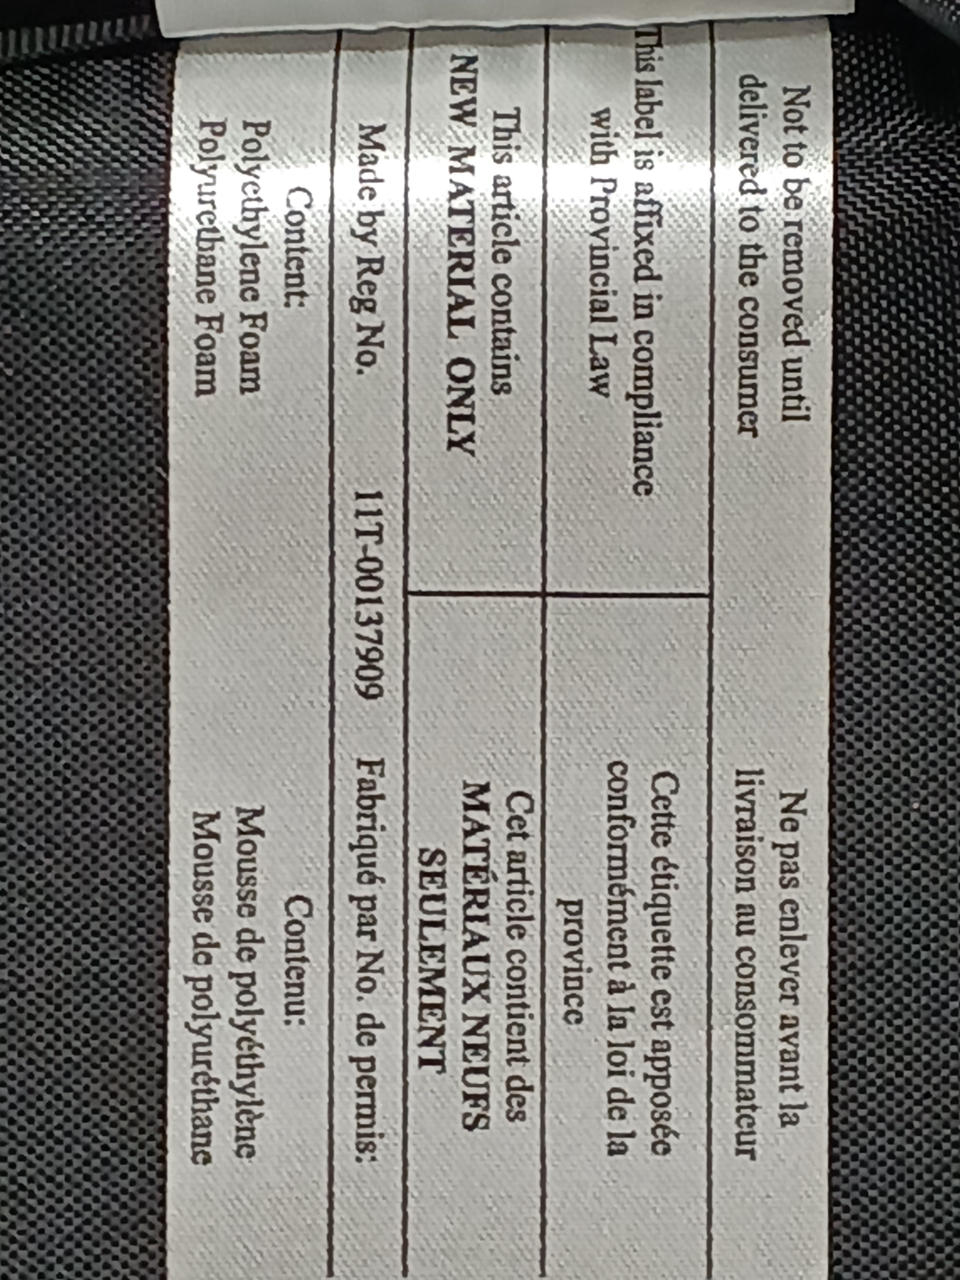 Not to be removed until
delivered to the consumer
Ne pas enlever avant la
livraison au consommateur
This label is affixed in compliance
with Provincial Law
Cette étiquette est apposée
conformément à la loi de la
province
This article contains
NEW MATERIAL ONLY
Cet article contient des
MATÉRIAUX NEUFS
SEULEMENT
Made by Reg No. 11T-00137909 Fabriqué par No. de permis:
Content:
Polyethylene Foam
Polyurethane Foam
Contenu:
Mousse de polyéthylène
Mousse de polyuréthane